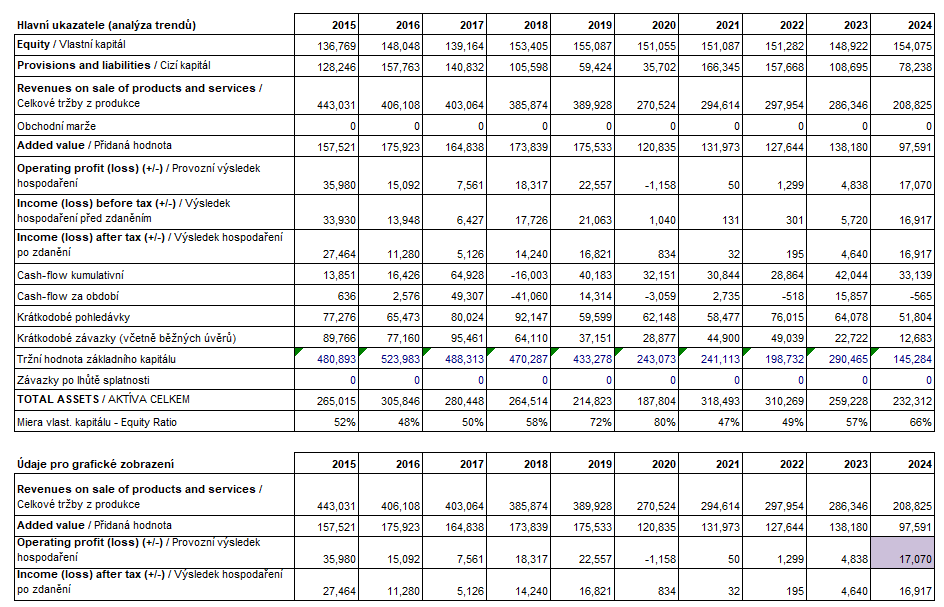 Hlavní ukazatele (analýza trendů) 2015 2016 2017 2018 2019 2020 2021 2022 2023 2024
Equity / Vlastní kapitál 136,769 148,048 139,164 153,405 155,087 151,055 151,087 151,282 148,922 154,075
Provisions and liabilities / Cizí kapitál 128,246 157,763 140,832 105,598 59,424 35,702 166,345 157,668 108,695 78,238
Revenues on sale of products and services /
Celkové tržby z produkce 443,031 406,108 403,064 385,874 389,928 270,524 294,614 297,954 286,346 208,825
Obchodní marže 0 0 0 0 0 0 0 0 0 0
Added value / Přidaná hodnota 157,521 175,923 164,838 173,839 175,533 120,835 131,973 127,644 138,180 97,591
Operating profit (loss) (+/-) / Provozní výsledek
hospodaření 35,980 15,092 7,561 18,317 22,557 -1,158 50 1,299 4,838 17,070
Income (loss) before tax (+/-) / Výsledek
hospodaření před zdaněním 33,930 13,948 6,427 17,726 21,063 1,040 131 301 5,720 16,917
Income (loss) after tax (+/-) / Výsledek hospodaření
po zdanění 27,464 11,280 5,126 14,240 16,821 834 32 195 4,640 16,917
Cash-flow kumulativní 13,851 16,426 64,928 -16,003 40,183 32,151 30,844 28,864 42,044 33,139
Cash-flow za období 636 2,576 49,307 -41,060 14,314 -3,059 2,735 -518 15,857 -565
Krátkodobé pohledávky 77,276 65,473 80,024 92,147 59,599 62,148 58,477 76,015 64,078 51,804
Krátkodobé závazky (včetně běžných úvěrů) 89,766 77,160 95,461 64,110 37,151 28,877 44,900 49,039 22,722 12,683
Tržní hodnota základního kapitálu 480,893 523,983 488,313 470,287 433,278 243,073 241,113 198,732 290,465 145,284
Závazky po lhůtě splatnosti 0 0 0 0 0 0 0 0 0 0
TOTAL ASSETS / AKTÍVA CELKEM 265,015 305,846 280,448 264,514 214,823 187,804 318,493 310,269 259,228 232,312
Miera vlast. kapitálu - Equity Ratio 52% 48% 50% 58% 72% 80% 47% 49% 57% 66%
Údaje pro grafické zobrazení 2015 2016 2017 2018 2019 2020 2021 2022 2023 2024
Revenues on sale of products and services /
Celkové tržby z produkce 443,031 406,108 403,064 385,874 389,928 270,524 294,614 297,954 286,346 208,825
Added value / Přidaná hodnota 157,521 175,923 164,838 173,839 175,533 120,835 131,973 127,644 138,180 97,591
Operating profit (loss) (+/-) / Provozní výsledek
hospodaření 35,980 15,092 7,561 18,317 22,557 -1,158 50 1,299 4,838 17,070
Income (loss) after tax (+/-) / Výsledek hospodaření
po zdanění 27,464 11,280 5,126 14,240 16,821 834 32 195 4,640 16,917